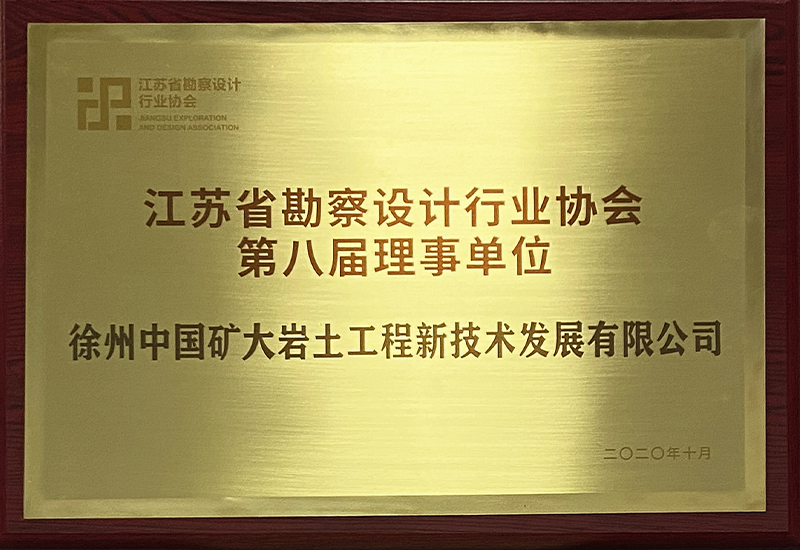 江苏省勘察设计
行业协会
JIANGSU EXPLORATION
AND DESIGN ASSOCIATION
江苏省勘察设计行业协会
第八届理事单位
徐州中国矿大岩土工程新技术发展有限公司
二〇二〇年十月